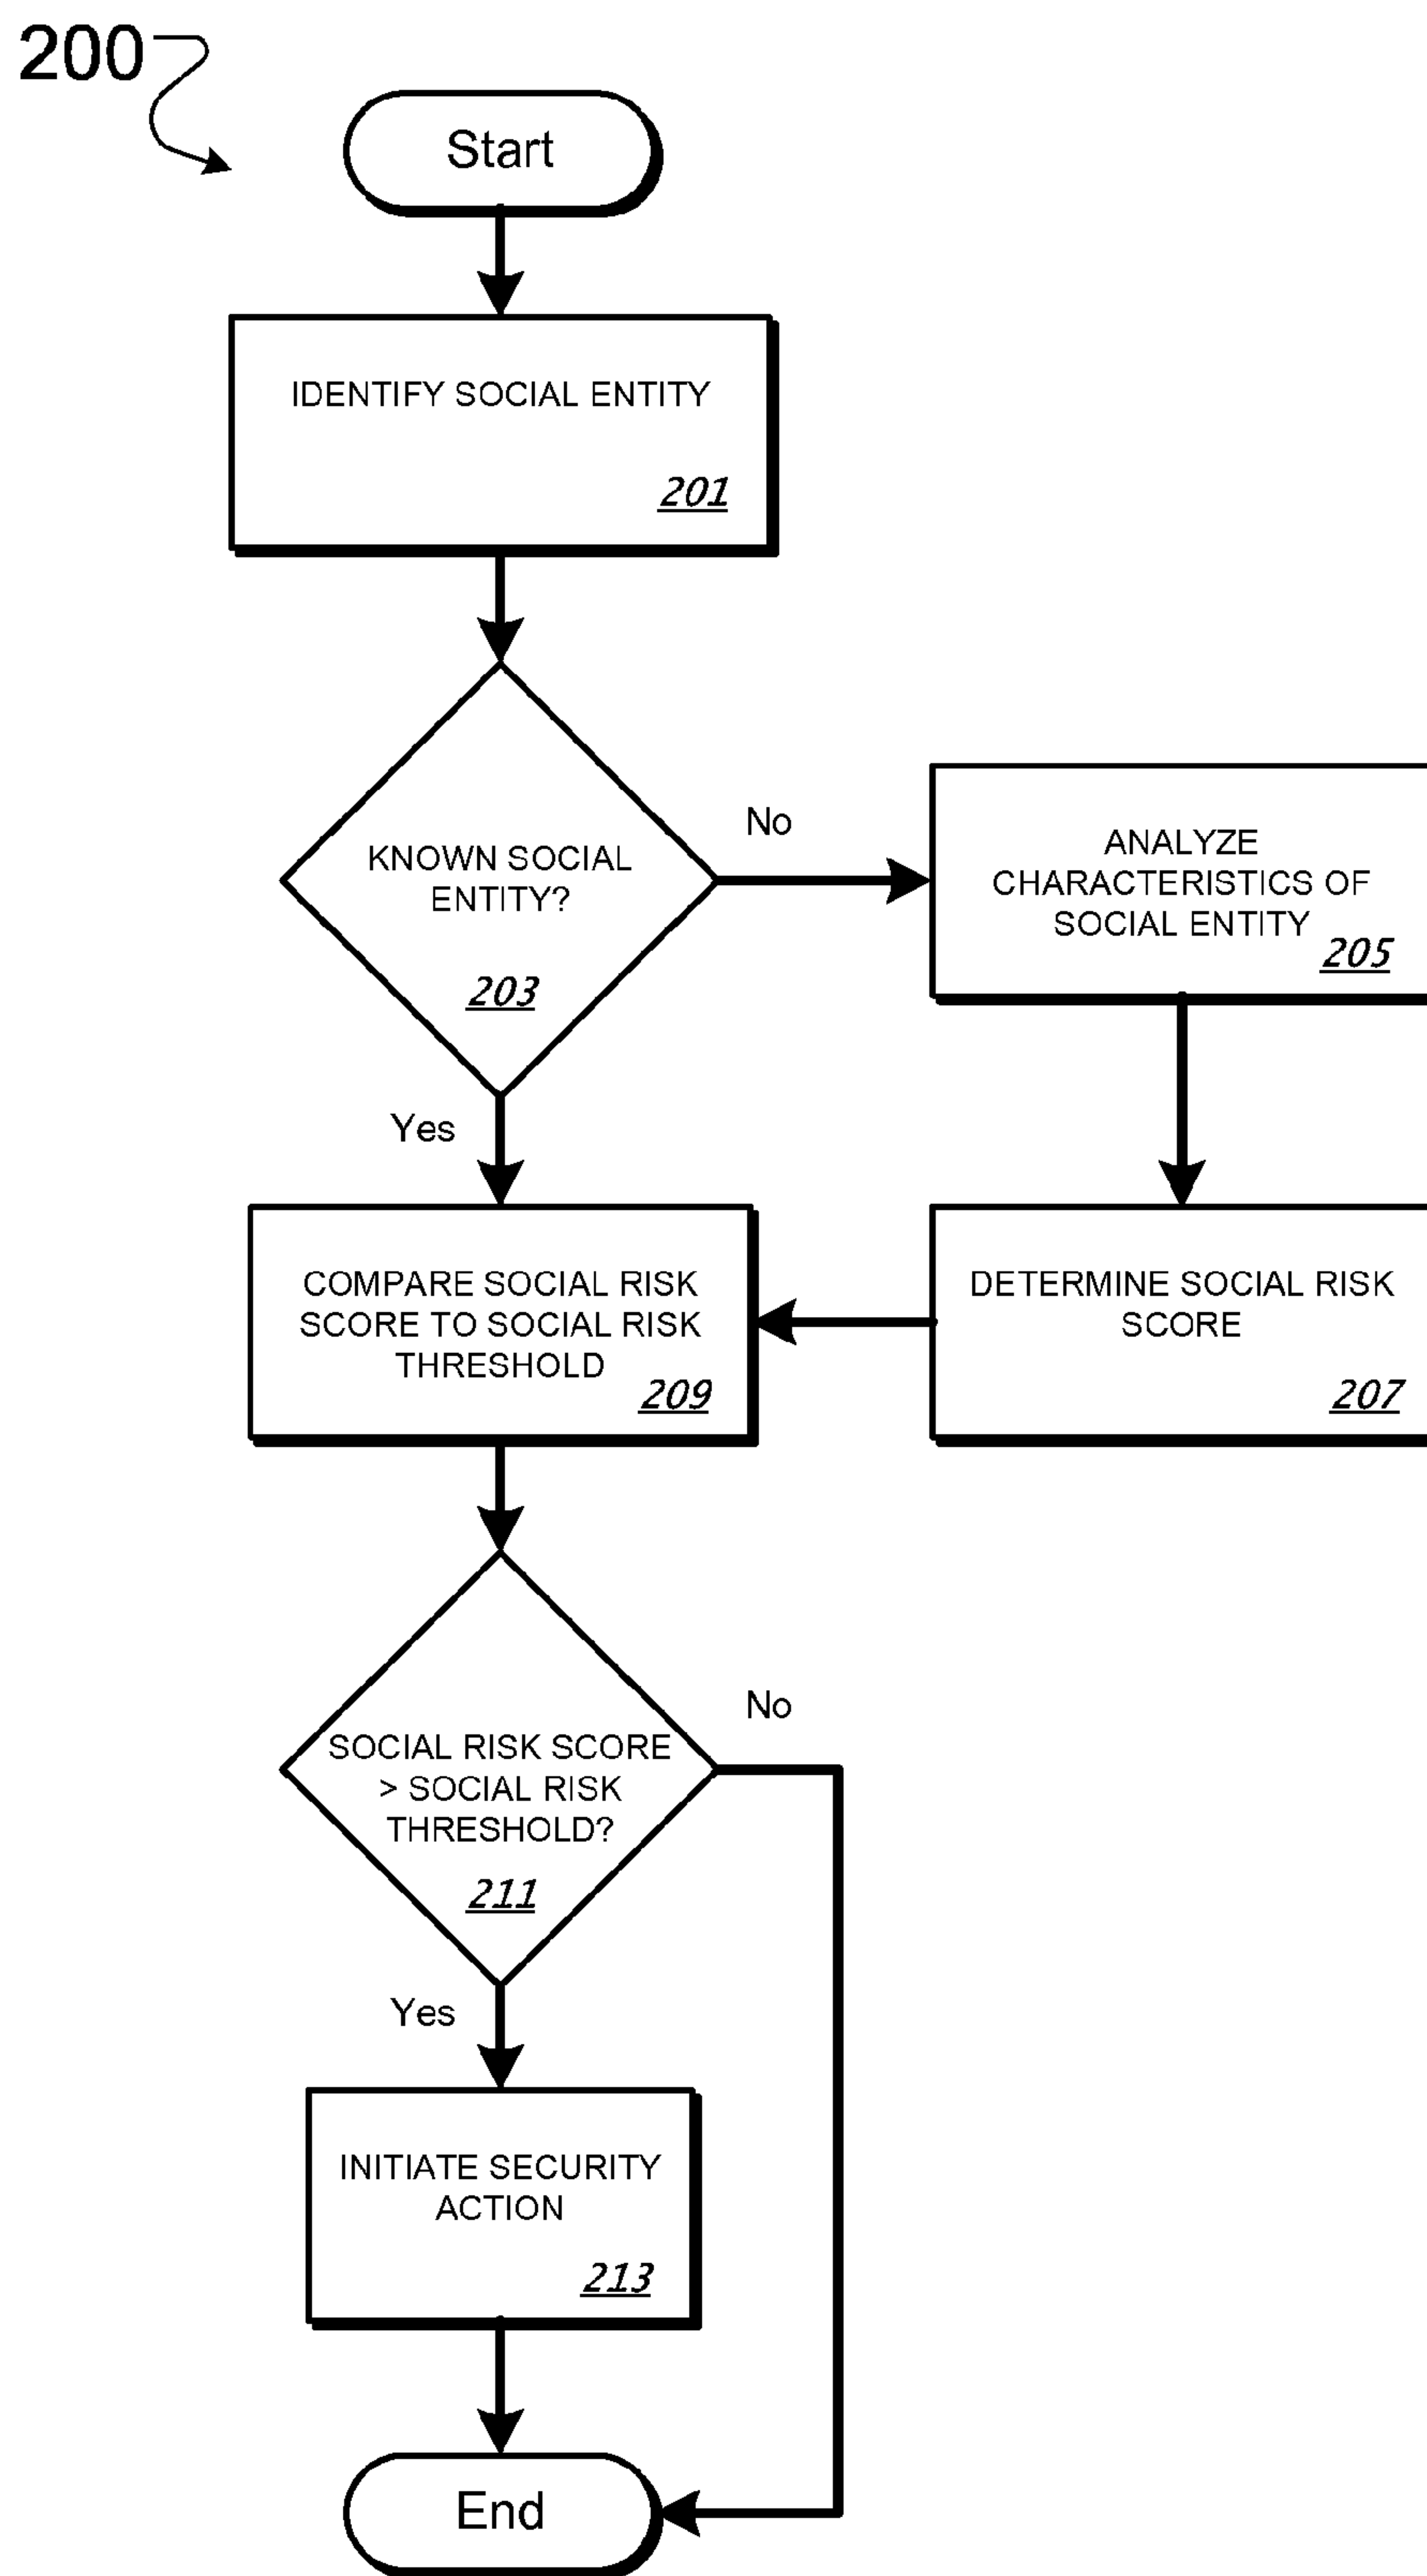 200
Start
IDENTIFY SOCIAL ENTITY
201
KNOWN SOCIAL
ENTITY?
203
No
ANALYZE
CHARACTERISTICS OF
SOCIAL ENTITY
205
Yes
COMPARE SOCIAL RISK
SCORE TO SOCIAL RISK
THRESHOLD
209
DETERMINE SOCIAL RISK
SCORE
207
SOCIAL RISK SCORE
> SOCIAL RISK
THRESHOLD?
211
No
Yes
INITIATE SECURITY
ACTION
213
End